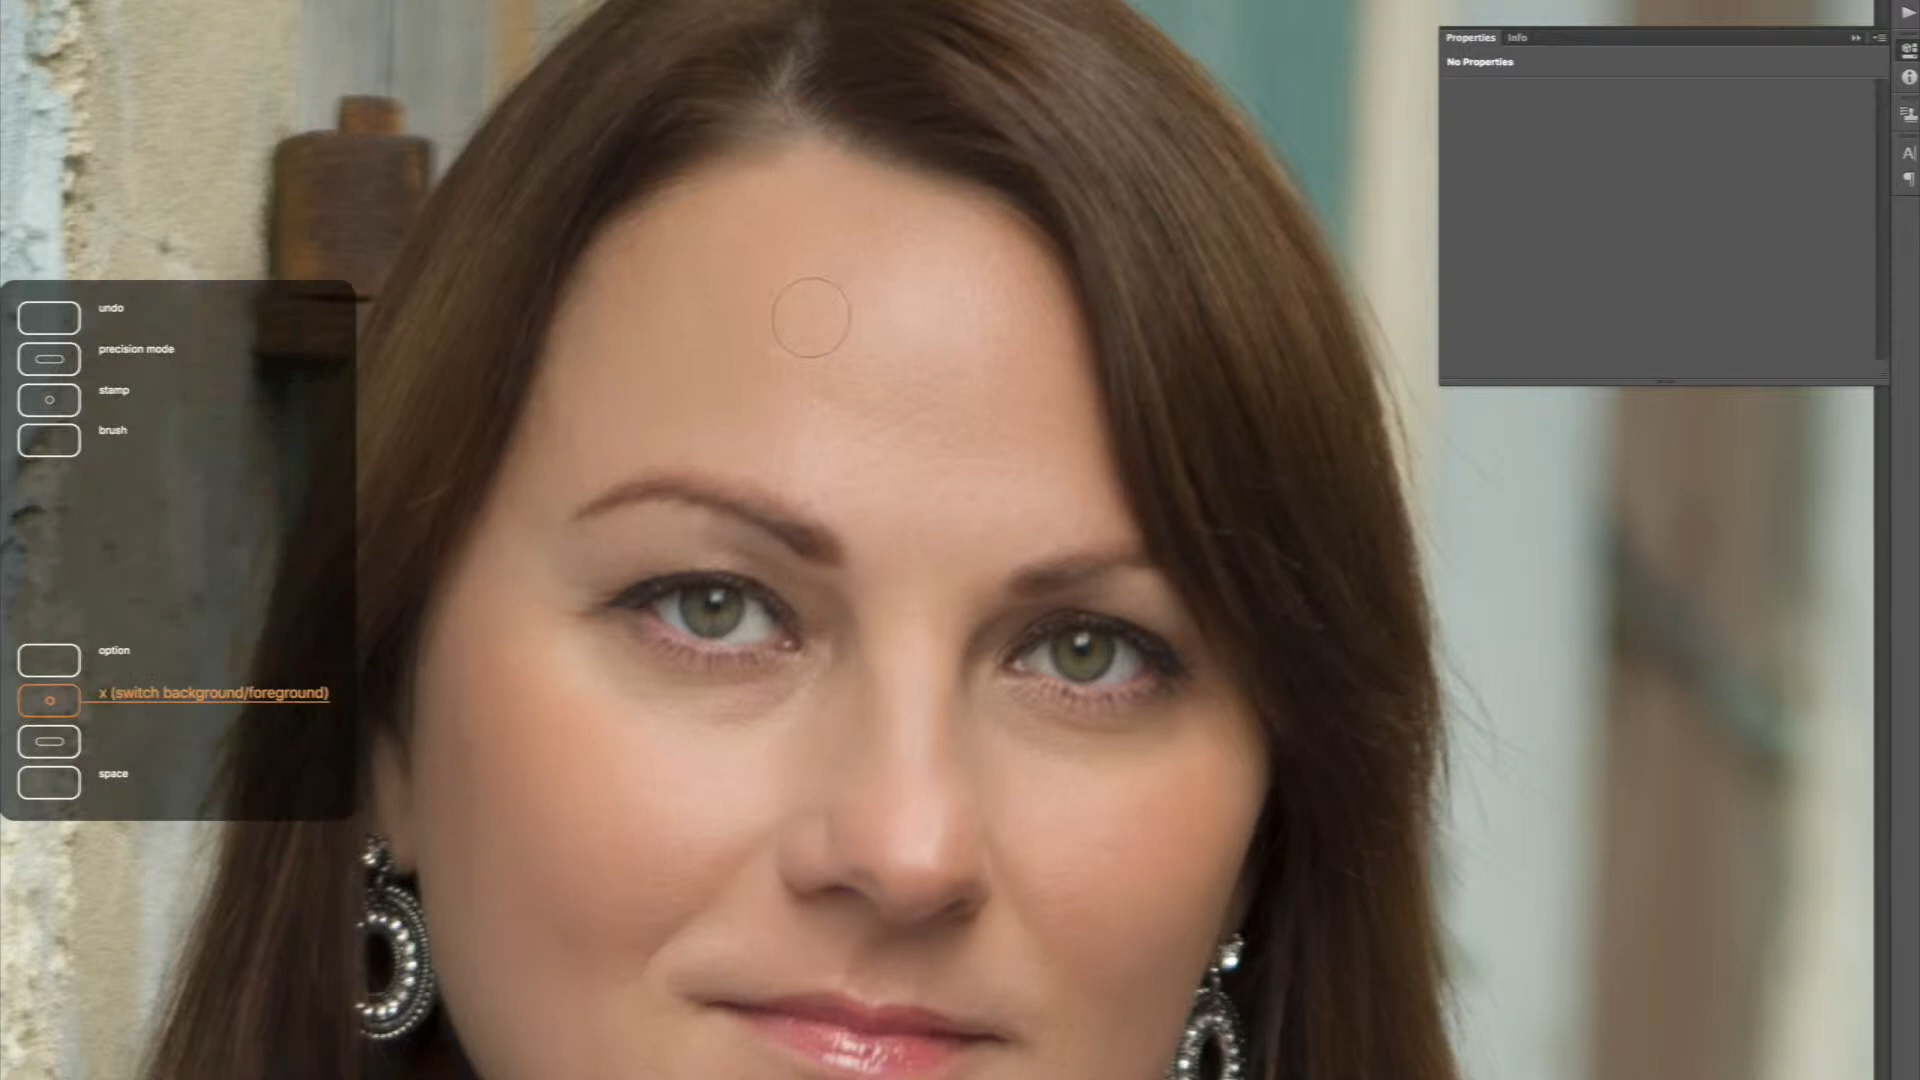 Properties Info
No Properties
A
undo
precision mode
stamp
brush
option
x (switch background/foreground)
space